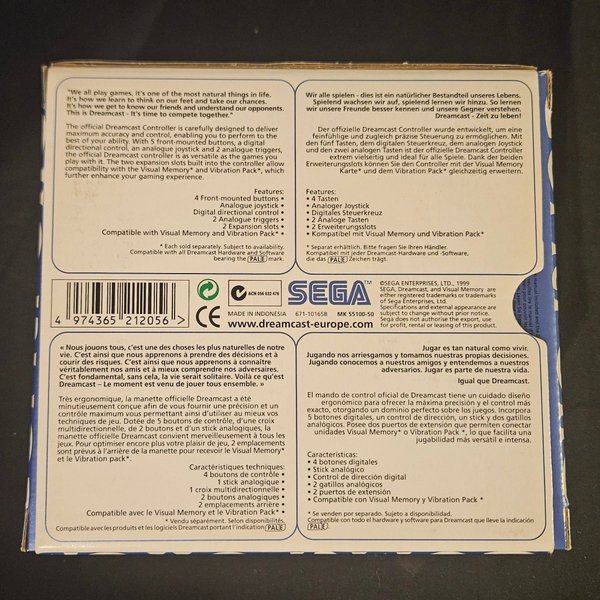 "We all play games, it's one of the most natural things in life.
It's how we learn to think on our feet and take our chances.
It's how we get to know our friends and understand our opponents.
This is Dreamcast - It's time to compete together."
The official Dreamcast Controller is carefully designed to deliver
maximum accuracy and control, enabling you to perform to the
best of your ability. With 5 front-mounted buttons, a digital
directional control, an analogue joystick and 2 analogue triggers,
the official Dreamcast controller is as versatile as the games you
play with it. The two expansion slots built into the controller allow
compatibility with the Visual Memory* and Vibration Pack*, which
further enhance your gaming experience.
Features:
4 Front-mounted buttons •
Analogue joystick •
Digital directional control •
2 Analogue triggers •
2 Expansion slots •
Compatible with Visual Memory and Vibration Pack* •
* Each sold separately. Subject to availability.
Compatible with all Dreamcast Hardware and Software
bearing the PAL E mark.
Wir alle spielen - dies ist ein natürlicher Bestandteil unseres Lebens.
Spielend wachsen wir auf, spielend lernen wir hinzu. So lernen
wir unsere Freunde besser kennen und unsere Gegner verstehen.
Dreamcast - Zeit zu leben!
Der offizielle Dreamcast Controller wurde entwickelt, um eine
feinfühlige und zugleich präzise Steuerung zu ermöglichen. Mit
den fünf Tasten, dem digitalen Steuerkreuz, dem analogen Joystick
und den zwei analogen Tasten ist der offizielle Dreamcast Controller
extrem vielseitig und ideal für alle Spiele. Dank der beiden
Erweiterungslots können Sie den Controller mit der Visual Memory
Karte* und dem Vibration Pack* gleichzeitig erweitern.
Features:
• 4 Tasten
• Analoger Joystick
• Digitales Steuerkreuz
• 2 Analoge Tasten
• 2 Erweiterungslots
• Kompatibel mit Visual Memory und Vibration Pack*
* Separat erhältlich. Bitte fragen Sie Ihren Händler.
Kompatibel mit jeder Dreamcast-Hardware und -Software,
die das PAL E Zeichen trägt.
4 974365 212056 >
ACN 056 632 476
SEGA
®
©SEGA ENTERPRISES, LTD., 1999
SEGA, Dreamcast, and Visual Memory are
either registered trademarks or trademarks
of Sega Enterprises, Ltd.
Specifications and external appearance are
subject to change without prior notice.
Sega does not authorise the export, use
for profit, rental or leasing of this product.
CE
MADE IN INDONESIA 671-10165B MK 55100-50
www.dreamcast-europe.com
« Nous jouons tous, c'est une des choses les plus naturelles de notre
vie. C'est ainsi que nous apprenons à prendre des décisions et à
courir des risques. C'est ainsi que nous apprenons à connaître
véritablement nos amis et à mieux comprendre nos adversaires.
C'est fondamental, sans cela, la vie serait solitaire. Voilà ce qu'est
Dreamcast – Le moment est venu de jouer tous ensemble. »
Très ergonomique, la manette officielle Dreamcast a été
minutieusement conçue afin de vous fournir une précision et un
contrôle maximum vous permettant ainsi d'utiliser au mieux vos
techniques de jeu. Dotée de 5 boutons de contrôle, d'une croix
multidirectionnelle, de 2 boutons et d'un stick analogiques, la
manette officielle Dreamcast convient merveilleusement à tous les
jeux. Pour optimiser encore plus votre plaisir de jeu, 2 emplacements
sont prévus à l'arrière de la manette pour recevoir le Visual Memory*
et le Vibration pack*.
Caractéristiques techniques:
4 boutons de contrôle •
1 stick analogique •
1 croix multidirectionnelle •
2 boutons analogiques •
2 emplacements arrière •
Compatible avec le Visual Memory et le Vibration Pack* •
* Vendu séparément. Selon disponibilités.
Compatible avec les produits et les logiciels Dreamcast portant l'indication PAL E.
Jugar es tan natural como vivir.
Jugando nos arriesgamos y tomamos nuestras propias decisiones.
Jugando conocemos a nuestros amigos y entendemos a nuestros
adversarios. Jugar es parte de nuestra vida.
Igual que Dreamcast.
El mando de control oficial de Dreamcast tiene un cuidado diseño
ergonómico para ofrecer la máxima precisión y el control más
exacto, otorgando un dominio perfecto sobre los juegos. Incorpora
5 botones digitales, un control de dirección, un stick y dos gatillos
analógicos. Posee dos puertos de extensión que permiten conectar
unidades Visual Memory* o Vibration Pack *, lo que facilita una
jugabilidad más versátil e intensa.
Características:
• 4 botones digitales
• Stick analógico
• Control de dirección digital
• 2 gatillos analógicos
• 2 puertos de extensión
• Compatible con Visual Memory y Vibration Pack *
* Se venden por separado. Sujeto a disponibilidad.
Compatible con todo el hardware y software para Dreamcast que lleve la indicación
PAL E.